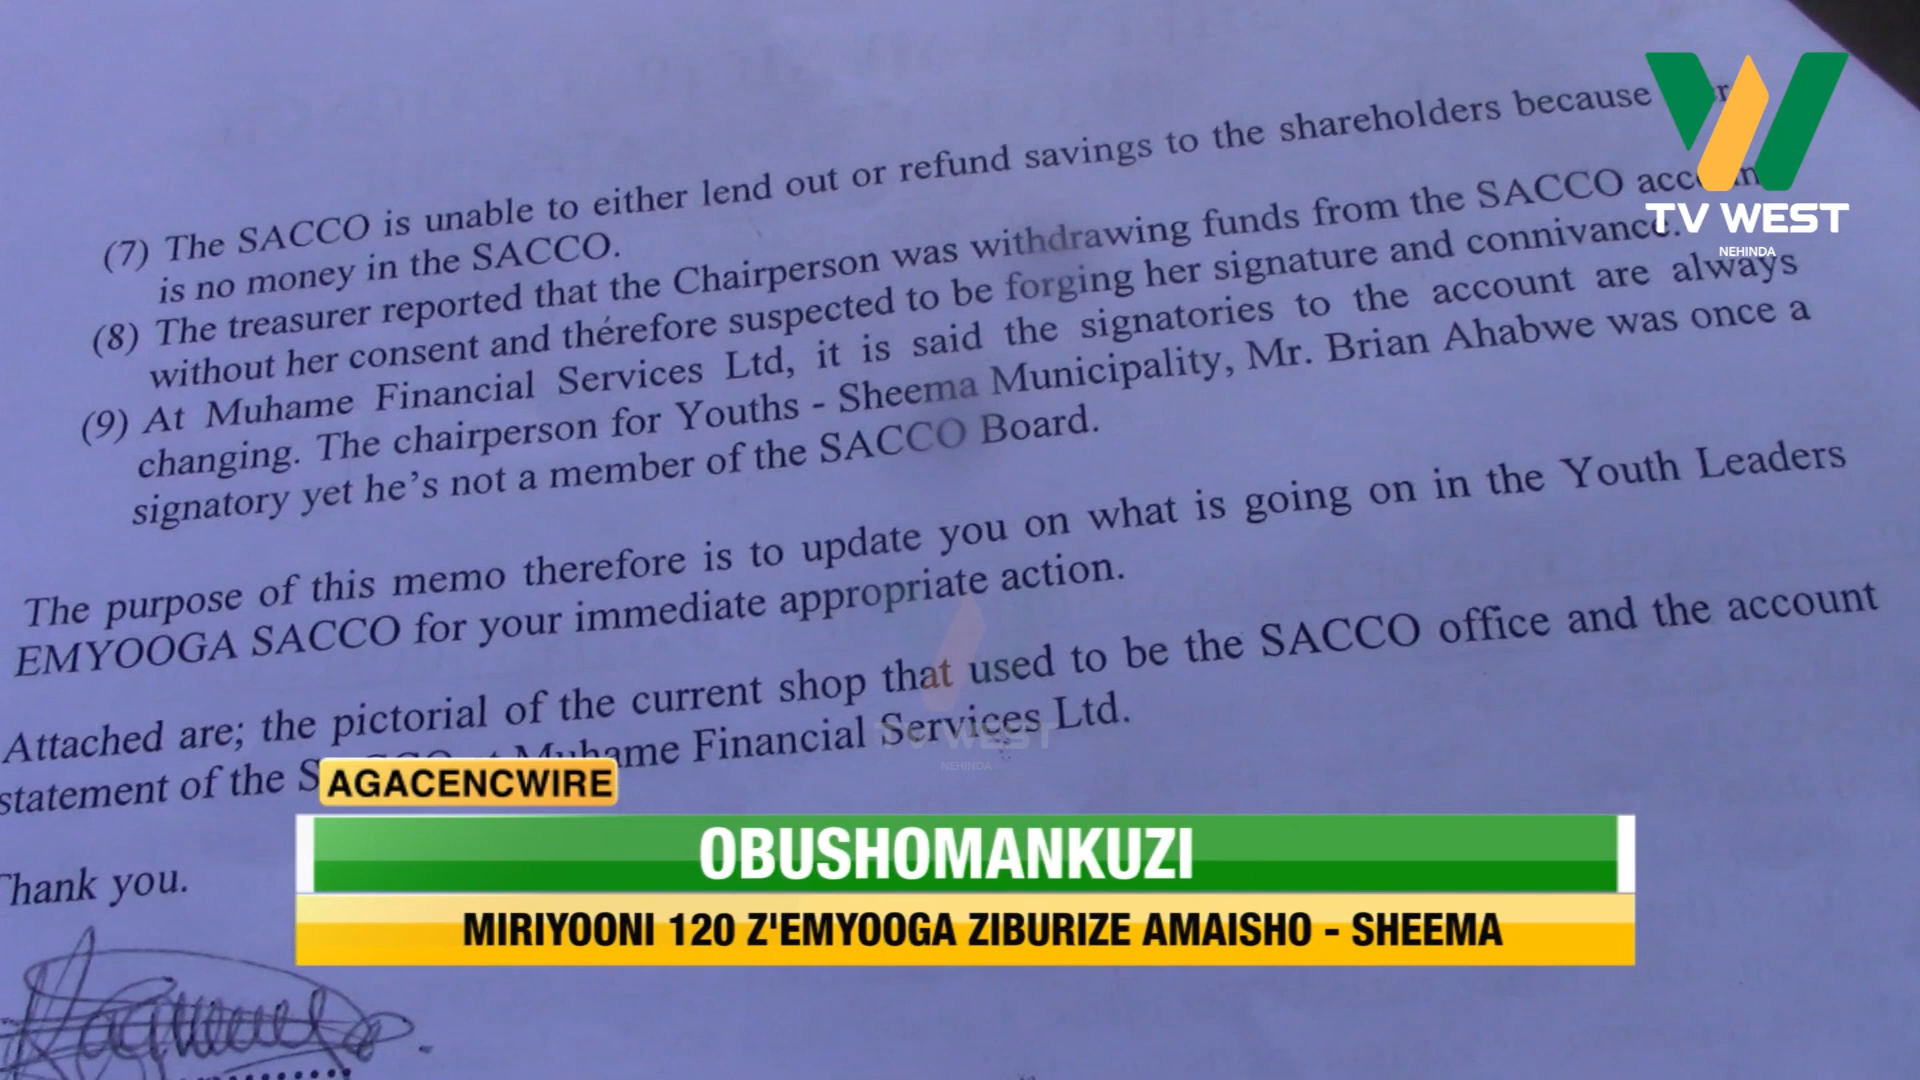 (7) The SACCO is unable to either lend out or refund savings to the shareholders because
is no money in the SACCO.
(8) The treasurer reported that the Chairperson was withdrawing funds from the SACCO
without her consent and therefore suspected to be forging her signature and connivance.
(9) At Muhame Financial Services Ltd, it is said the signatories to the account are always
changing. The chairperson for Youths - Sheema Municipality, Mr. Brian Ahabwe was once a
signatory yet he's not a member of the SACCO Board.
The purpose of this memo therefore is to update you on what is going on in the Youth Leaders
EMYOOGA SACCO for your immediate appropriate action.
Attached are; the pictorial of the current shop that used to be the SACCO office and the account
statement of the Muhame Financial Services Ltd.
Thank you.
TV WEST
NEHINDA
TV WEST
NEHINDA
AGACENCWIRE
OBUSHOMANKUZI
MIRIYOONI 120 Z'EMYOOGA ZIBURIZE AMAISHO - SHEEMA